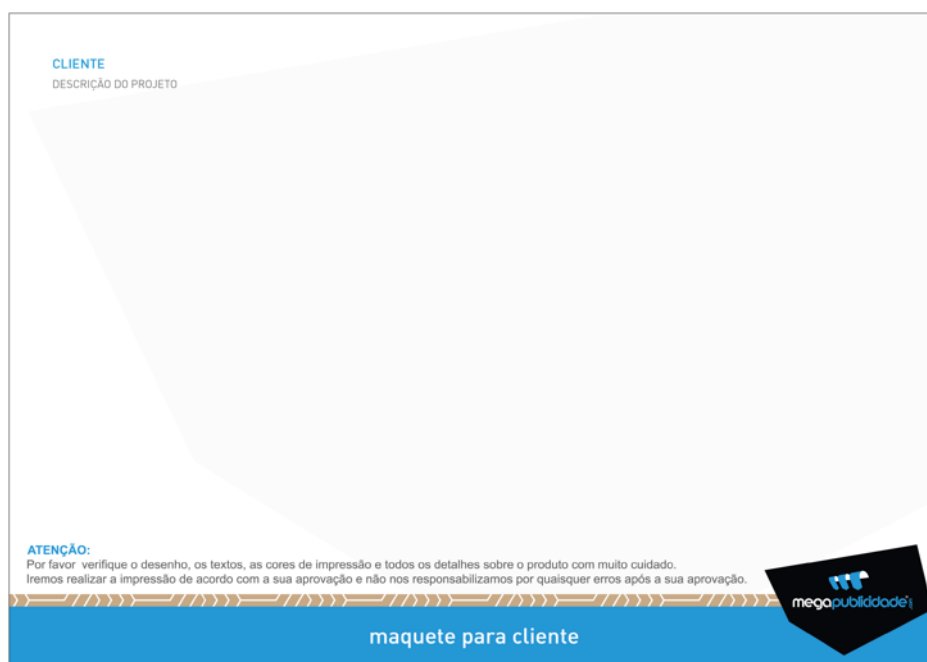 CLIENTE
DESCRIÇÃO DO PROJETO
ATENÇÃO:
Por favor verifique o desenho, os textos, as cores de impressão e todos os detalhes sobre o produto com muito cuidado.
Iremos realizar a impressão de acordo com a sua aprovação e não nos responsabilizamos por quaisquer erros após a sua aprovação.
megapublicidade
maquete para cliente